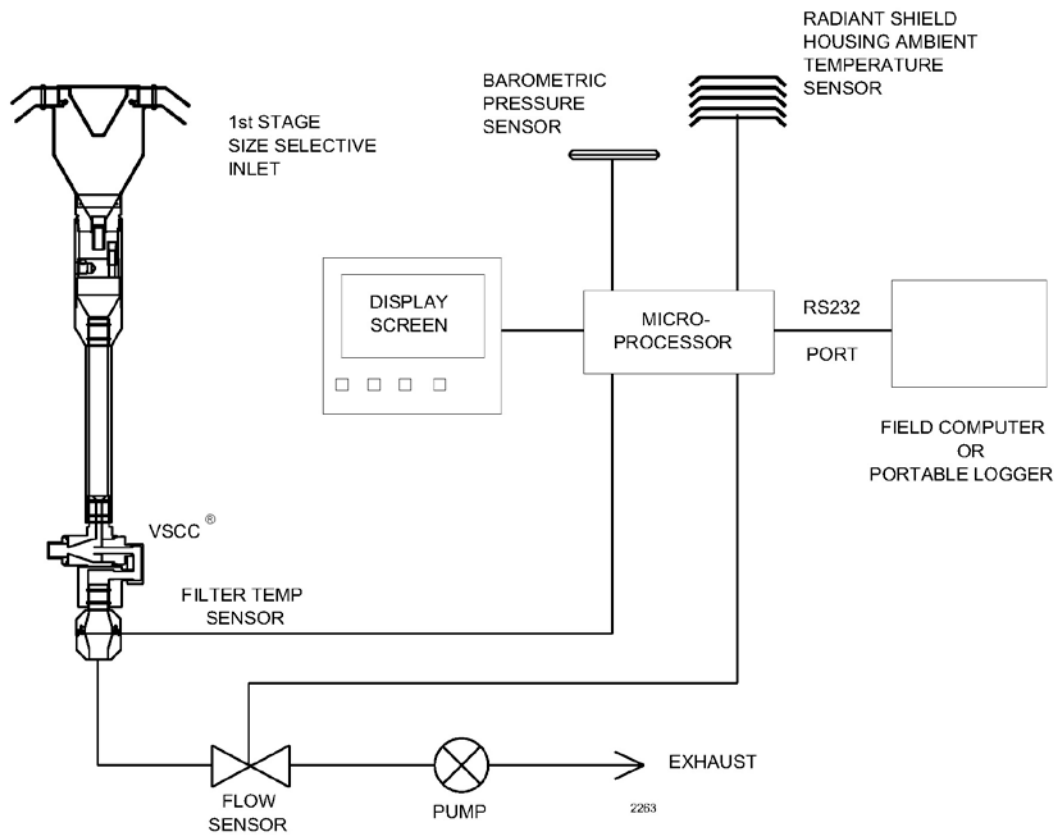 RADIANT SHIELD
HOUSING AMBIENT
TEMPERATURE
SENSOR
BAROMETRIC
PRESSURE
SENSOR
1st STAGE
SIZE SELECTIVE
INLET
DISPLAY
SCREEN
MICRO-
PROCESSOR
RS232
PORT
FIELD COMPUTER
OR
PORTABLE LOGGER
VSCC®
FILTER TEMP
SENSOR
FLOW
SENSOR
PUMP
EXHAUST
2263